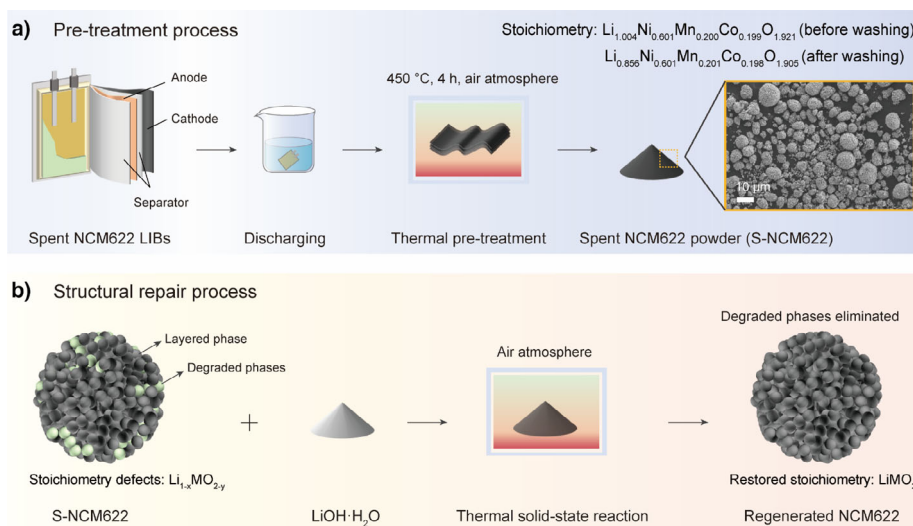 a) Pre-treatment process
Stoichiometry: Li1.004Ni0.601Mn0.200Co0.199O1.921 (before washing)
Li0.856Ni0.601Mn0.201Co0.198O1.905 (after washing)
Anode
Cathode
Separator
450 °C, 4 h, air atmosphere
10 μm
Spent NCM622 LIBs
Discharging
Thermal pre-treatment
Spent NCM622 powder (S-NCM622)
b) Structural repair process
Layered phase
Degraded phases
Stoichiometry defects: Li1-xMO2-y
S-NCM622
+
LiOH·H2O
Air atmosphere
Thermal solid-state reaction
Degraded phases eliminated
Restored stoichiometry: LiMO2
Regenerated NCM622